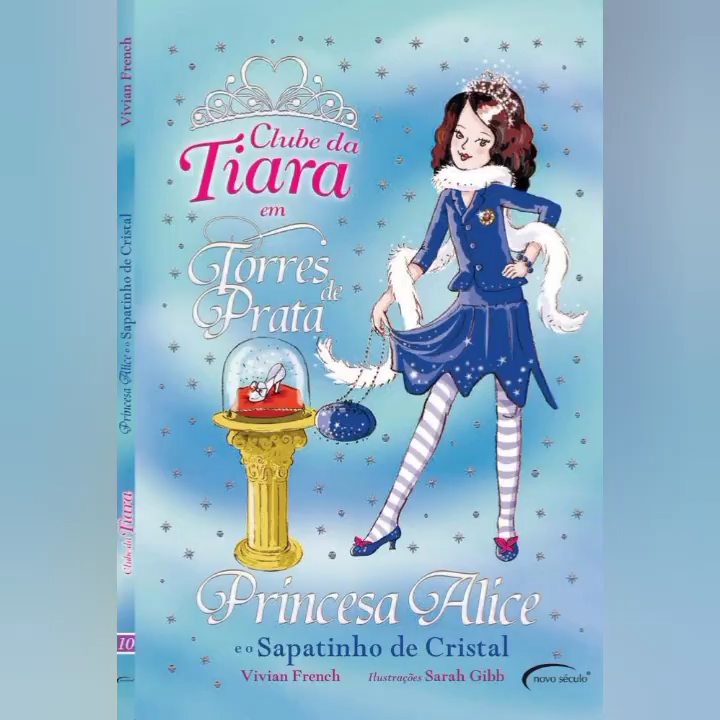 Vivian French
Princesa Alice e o Sapatinho de Cristal
Clube da Tiara
10
Clube da
Tiara
em
Torres
de
Prata
Princesa Alice
e o Sapatinho de Cristal
Vivian French Ilustrações Sarah Gibb
novo século®